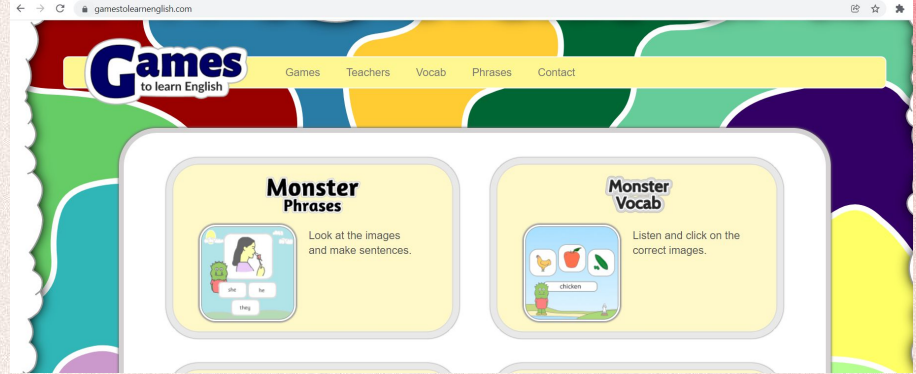 gamestolearnenglish.com
Games
to learn English
Games Teachers Vocab Phrases Contact
Monster
Phrases
Look at the images
and make sentences.
she he
they
Monster
Vocab
Listen and click on the
correct images.
chicken